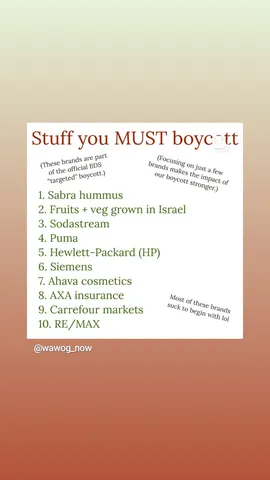 Stuff you MUST boycott
(These brands are part
of the official BDS
"targeted" boycott.)
(Focusing on just a few
brands makes the impact of
our boycott stronger.)
1. Sabra hummus
2. Fruits + veg grown in Israel
3. Sodastream
4. Puma
5. Hewlett-Packard (HP)
6. Siemens
7. Ahava cosmetics
8. AXA insurance
9. Carrefour markets
10. RE/MAX
Most of these brands
suck to begin with lol
@wawog_now